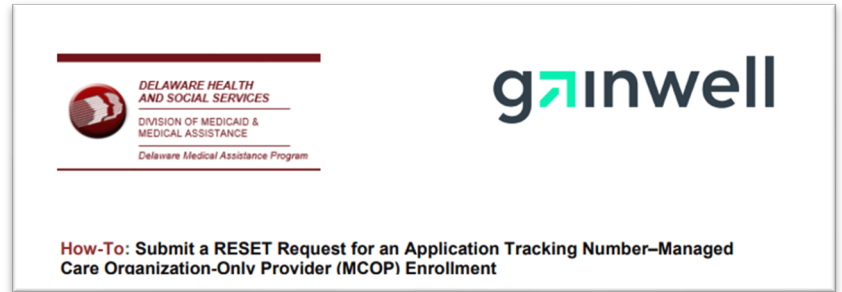 DELAWARE HEALTH
AND SOCIAL SERVICES
DIVISION OF MEDICAID &
MEDICAL ASSISTANCE
Delaware Medical Assistance Program
gainwell
How-To: Submit a RESET Request for an Application Tracking Number–Managed
Care Organization-Only Provider (MCOP) Enrollment